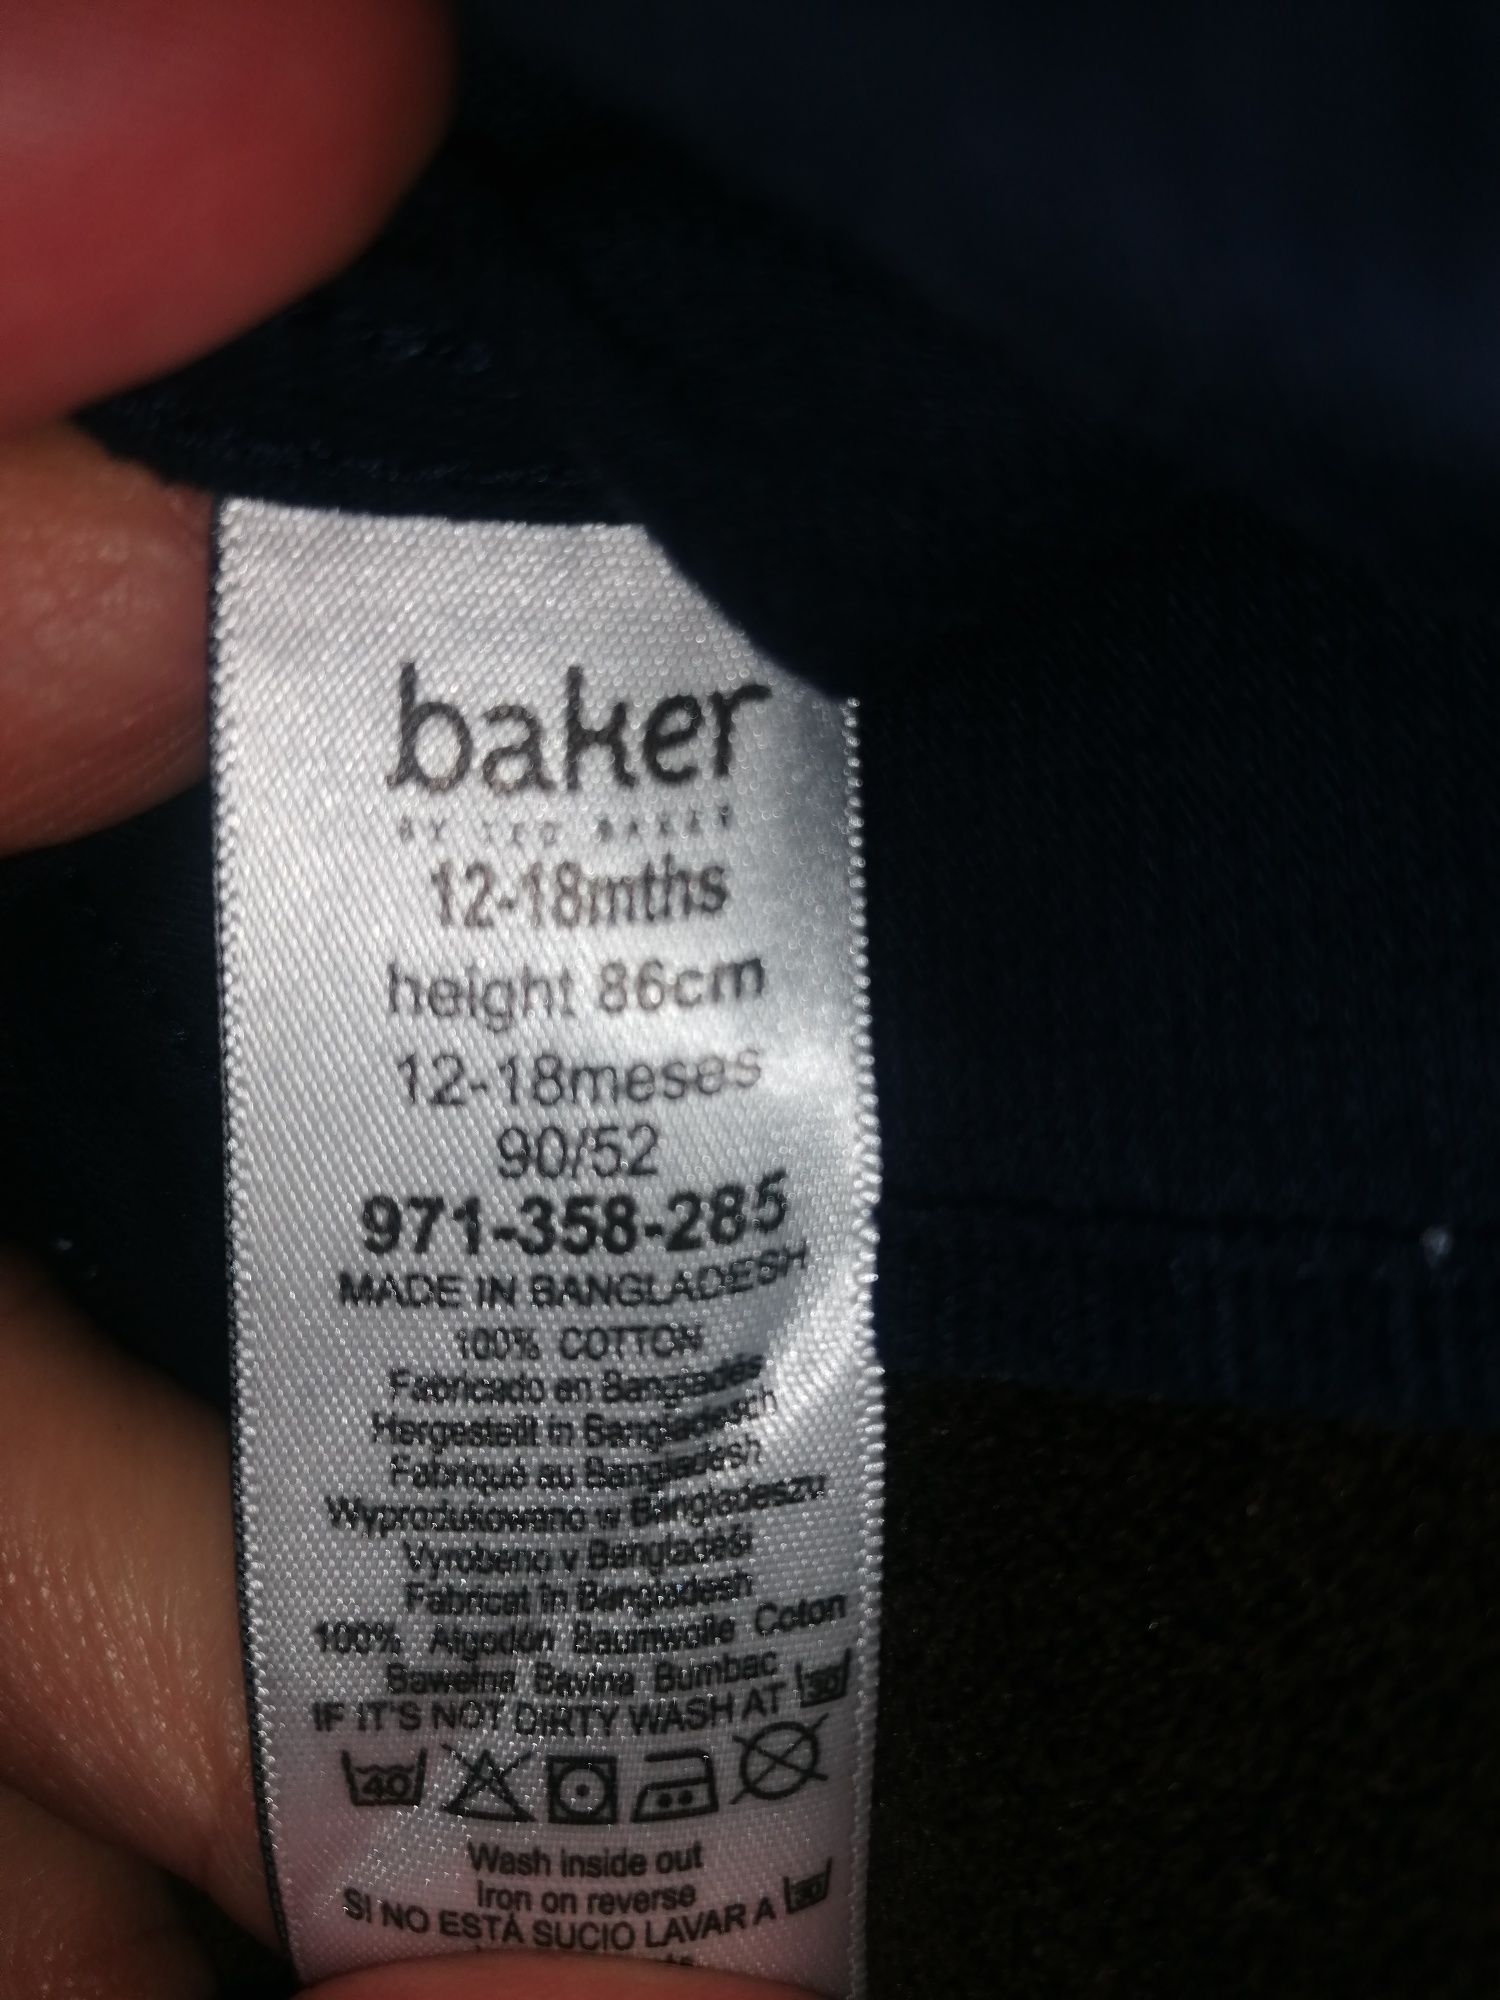 baker
BY TED BAKER
12-18mths
height 86cm
12-18meses
90/52
971-358-285
MADE IN BANGLADESH
100% COTTON
Fabricado en Bangladés
Hergestellt in Bangladesch
Fabriqué au Bangladesh
Wyprodukowano w Bangladeszu
Vyrobeno v Bangladéši
Fabricat în Bangladesh
100% Algodón Baumwolle Coton
Bawełna Bavlna Bumbac
IF IT'S NOT DIRTY WASH AT 30
40
Wash inside out
Iron on reverse
SI NO ESTÁ SUCIO LAVAR A 30